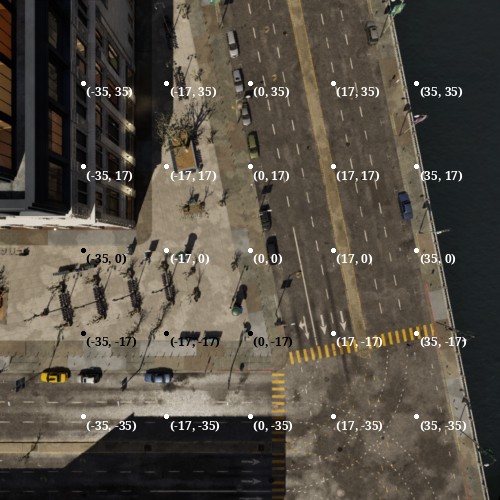 (-35, 35) (-17, 35) (0, 35) (17, 35) (35, 35)
(-35, 17) (-17, 17) (0, 17) (17, 17) (35, 17)
(-35, 0) (-17, 0) (0, 0) (17, 0) (35, 0)
(-35, -17) (-17, -17) (0, -17) (17, -17) (35, -17)
(-35, -35) (-17, -35) (0, -35) (17, -35) (35, -35)